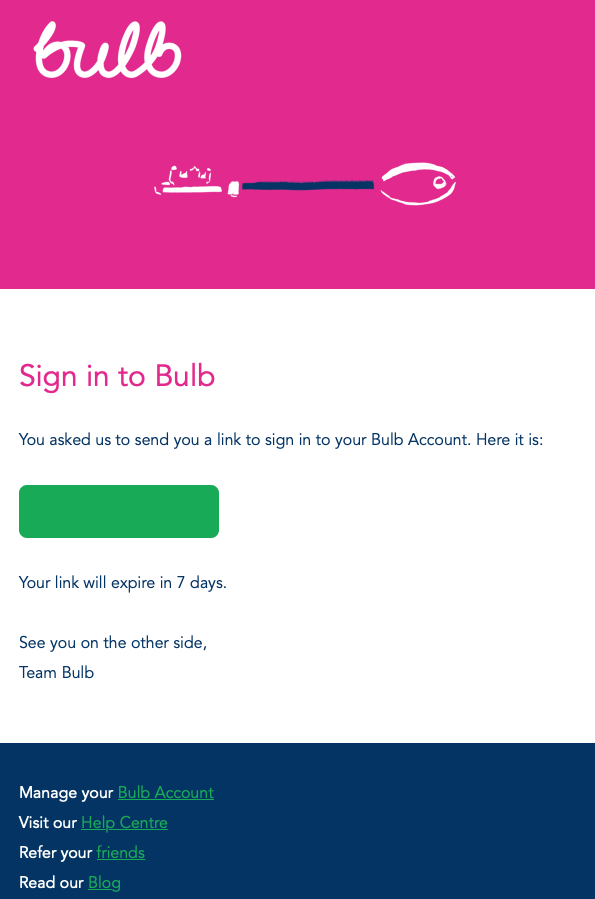 bulb
Sign in to Bulb
You asked us to send you a link to sign in to your Bulb Account. Here it is:
Your link will expire in 7 days.
See you on the other side,
Team Bulb
Manage your Bulb Account
Visit our Help Centre
Refer your friends
Read our Blog